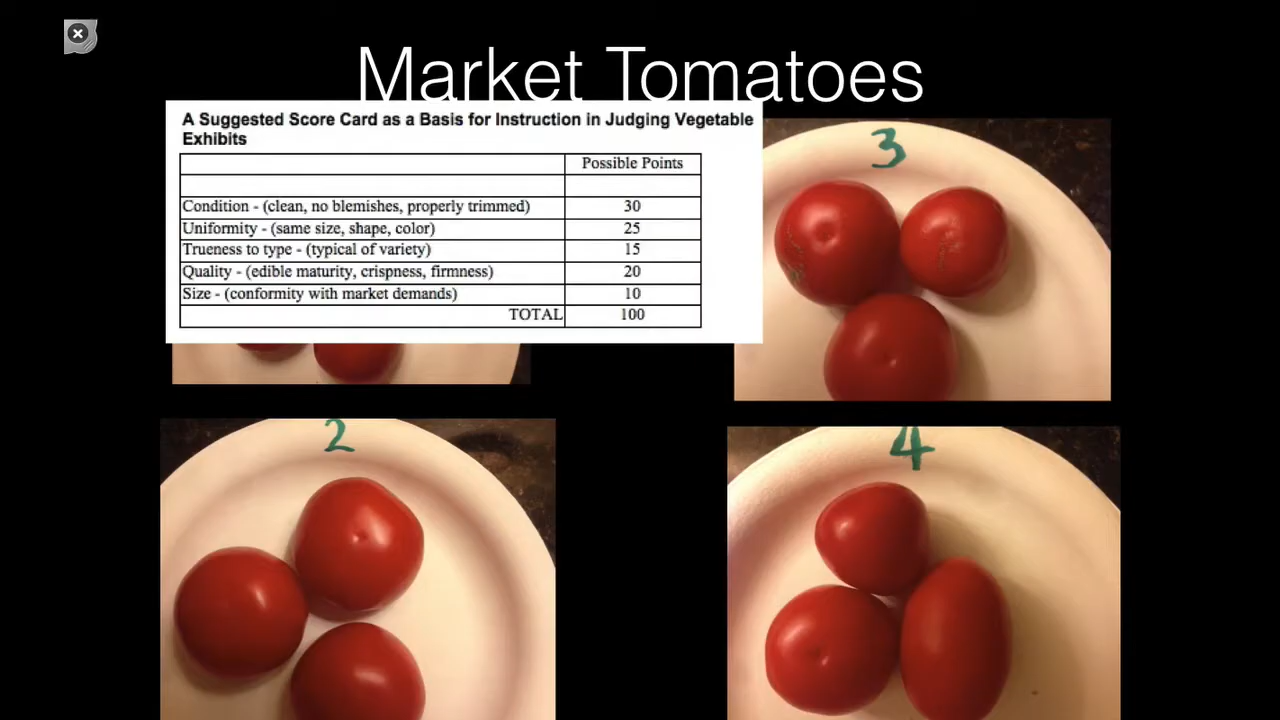 Market Tomatoes
A Suggested Score Card as a Basis for Instruction in Judging Vegetable
Exhibits
Possible Points
Condition - (clean, no blemishes, properly trimmed) 30
Uniformity - (same size, shape, color) 25
Trueness to type - (typical of variety) 15
Quality - (edible maturity, crispness, firmness) 20
Size - (conformity with market demands) 10
TOTAL 100
3
2
4